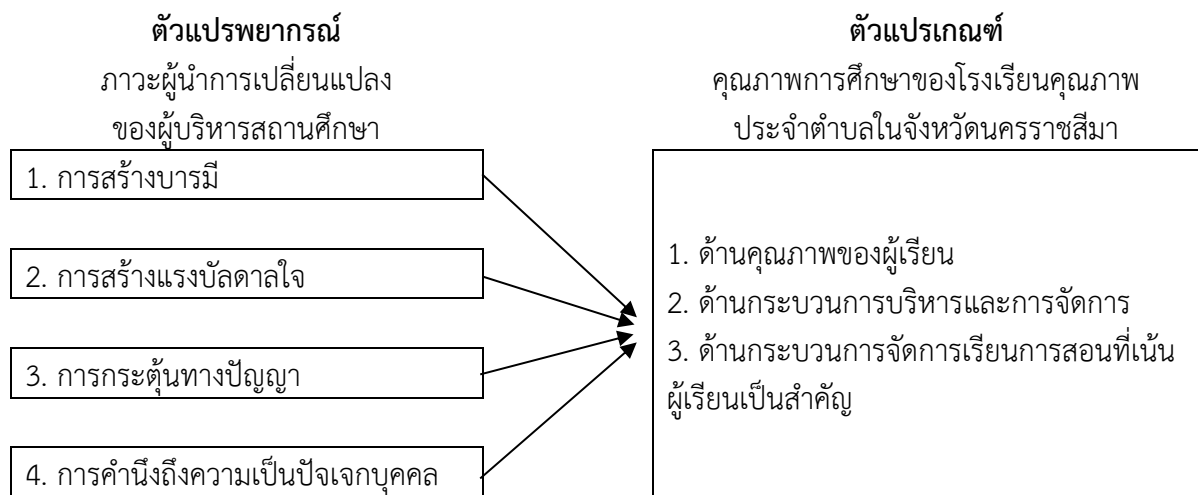 ตัวแปรพยากรณ์
ภาวะผู้นำการเปลี่ยนแปลง
ของผู้บริหารสถานศึกษา
1. การสร้างบารมี
2. การสร้างแรงบัลดาลใจ
3. การกระตุ้นทางปัญญา
4. การคำนึงถึงความเป็นปัจเจกบุคคล
ตัวแปรเกณฑ์
คุณภาพการศึกษาของโรงเรียนคุณภาพ
ประจำตำบลในจังหวัดนครราชสีมา
1. ด้านคุณภาพของผู้เรียน
2. ด้านกระบวนการบริหารและการจัดการ
3. ด้านกระบวนการจัดการเรียนการสอนที่เน้น
ผู้เรียนเป็นสำคัญ